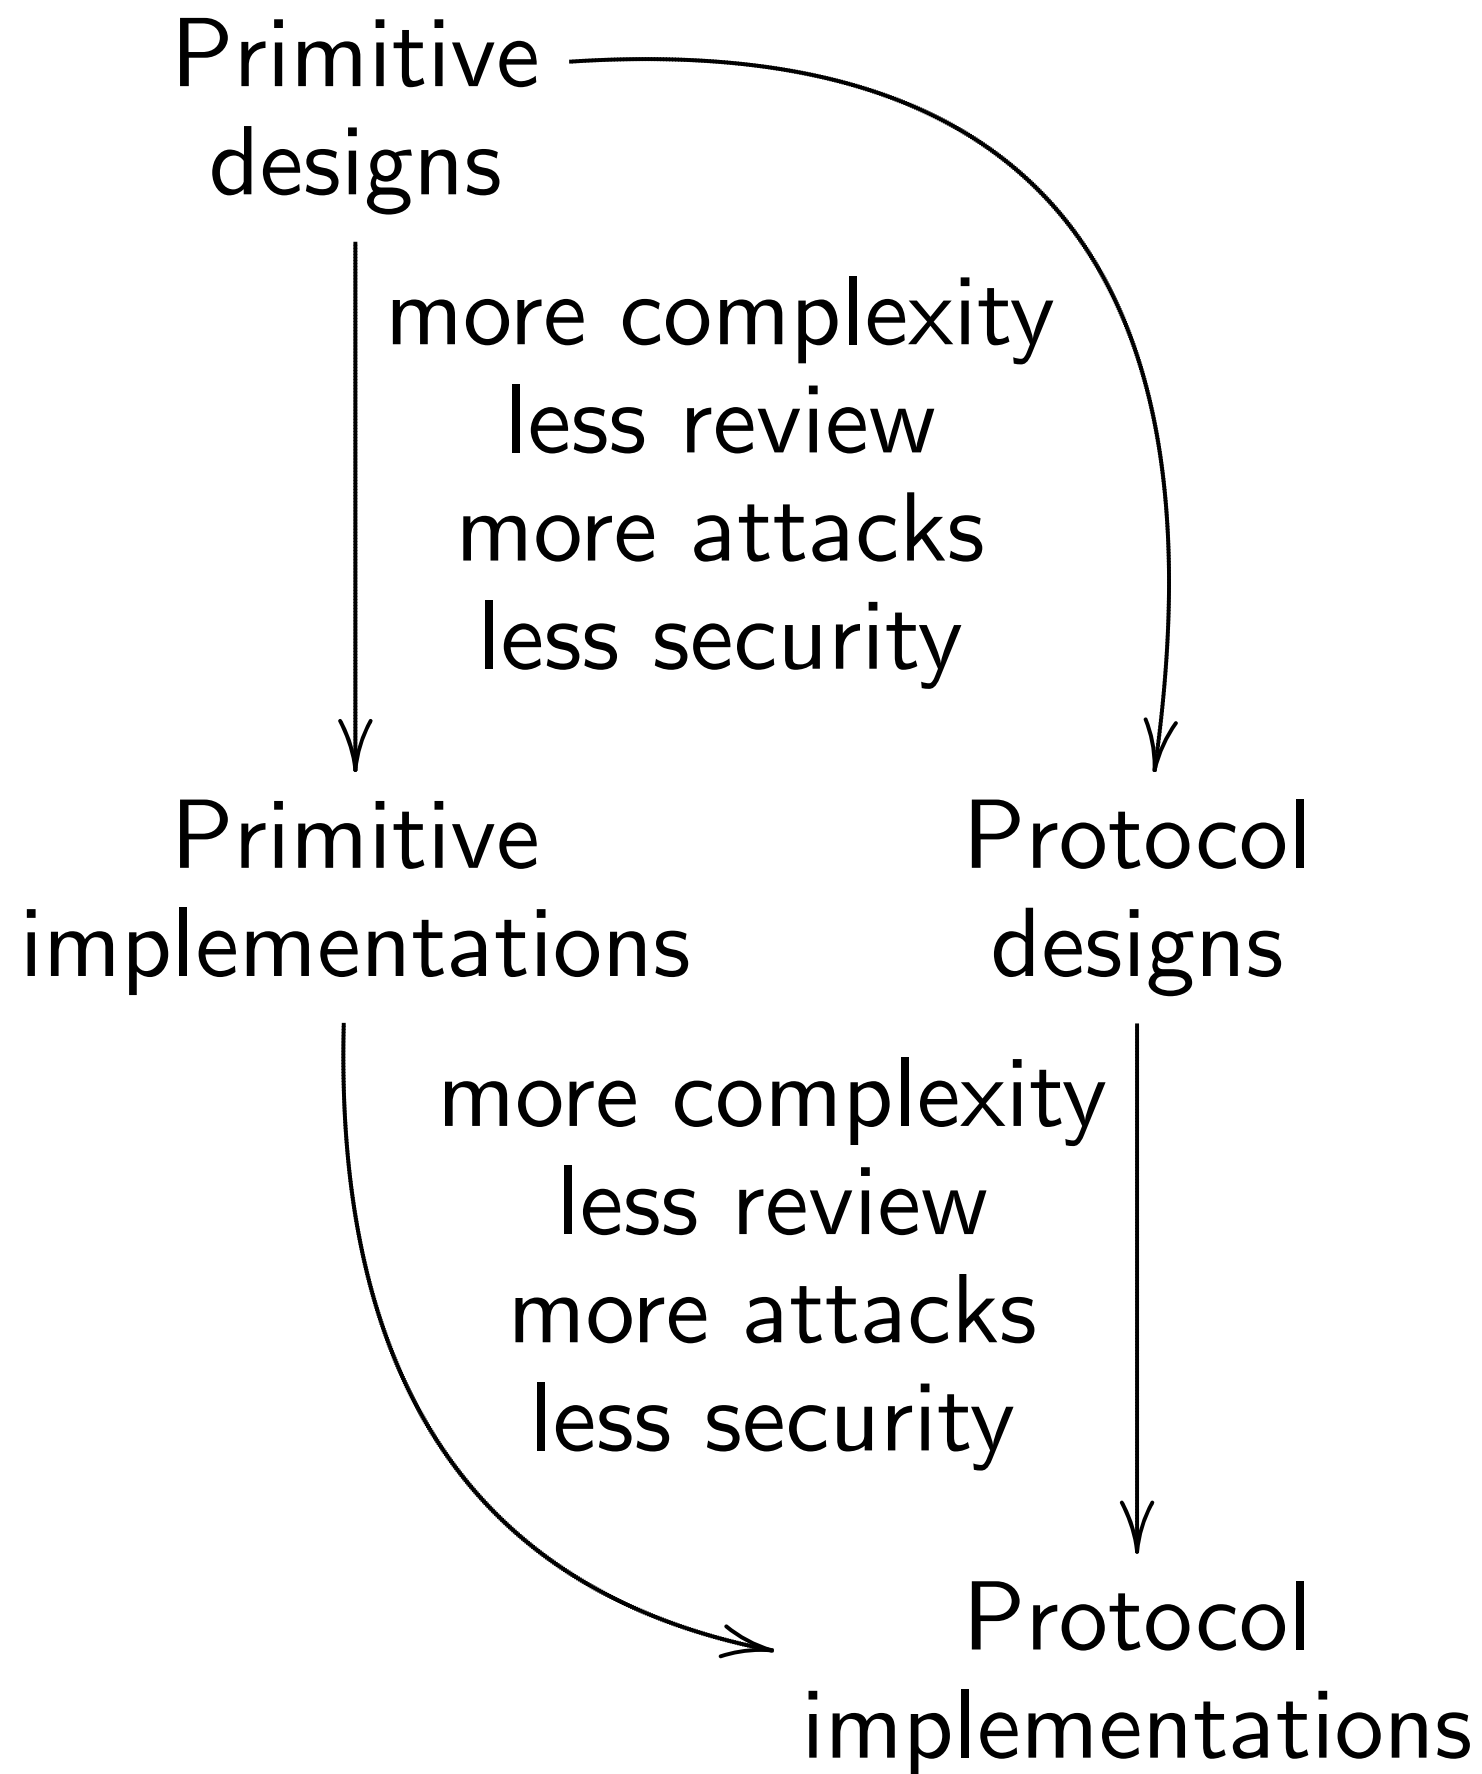 Primitive
designs
more complexity
less review
more attacks
less security
Primitive
implementations
Protocol
designs
more complexity
less review
more attacks
less security
Protocol
implementations